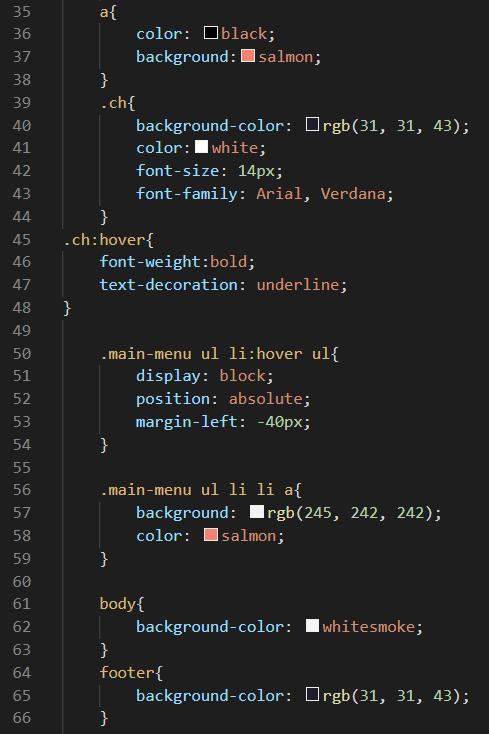 35 a{
36 color: black;
37 background: salmon;
38 }
39 .ch{
40 background-color: rgb(31, 31, 43);
41 color: white;
42 font-size: 14px;
43 font-family: Arial, Verdana;
44 }
45 .ch:hover{
46 font-weight:bold;
47 text-decoration: underline;
48 }
49
50 .main-menu ul li:hover ul{
51 display: block;
52 position: absolute;
53 margin-left: -40px;
54 }
55
56 .main-menu ul li li a{
57 background: rgb(245, 242, 242);
58 color: salmon;
59 }
60
61 body{
62 background-color: whitesmoke;
63 }
64 footer{
65 background-color: rgb(31, 31, 43);
66 }